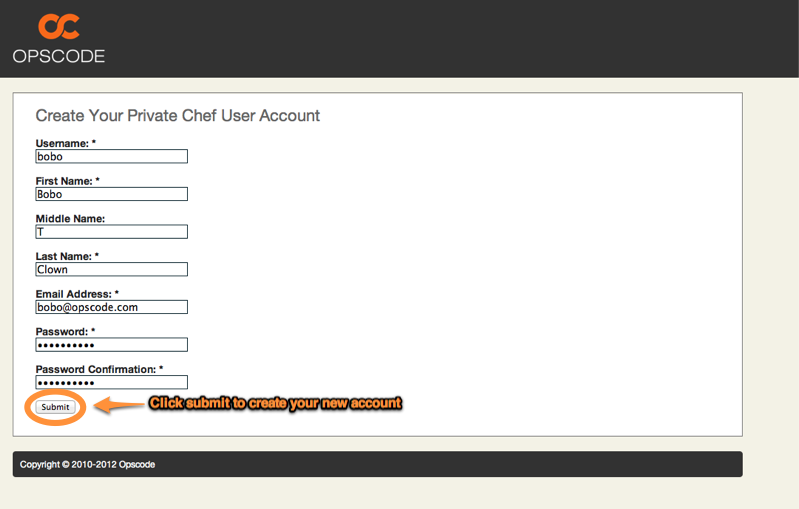 OPSCODE
Create Your Private Chef User Account
Username: *
bobo
First Name: *
Bobo
Middle Name:
T
Last Name: *
Clown
Email Address: *
bobo@opscode.com
Password: *
••••••••••
Password Confirmation: *
••••••••••
Submit Click submit to create your new account
Copyright © 2010-2012 Opscode